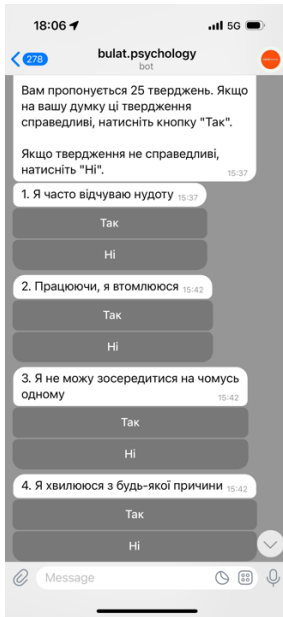 18:06
5G
278
bulat.psychology
bot
Вам пропонується 25 тверджень. Якщо
на вашу думку ці твердження
справедливі, натисніть кнопку "Так".
Якщо твердження не справедливі,
натисніть "Ні".
15:37
1. Я часто відчуваю нудоту 15:37
Так
Ні
2. Працюючи, я втомлююся 15:42
Так
Ні
3. Я не можу зосередитися на чомусь
одному 15:42
Так
Ні
4. Я хвилююся з будь-якої причини 15:42
Так
Ні
Message